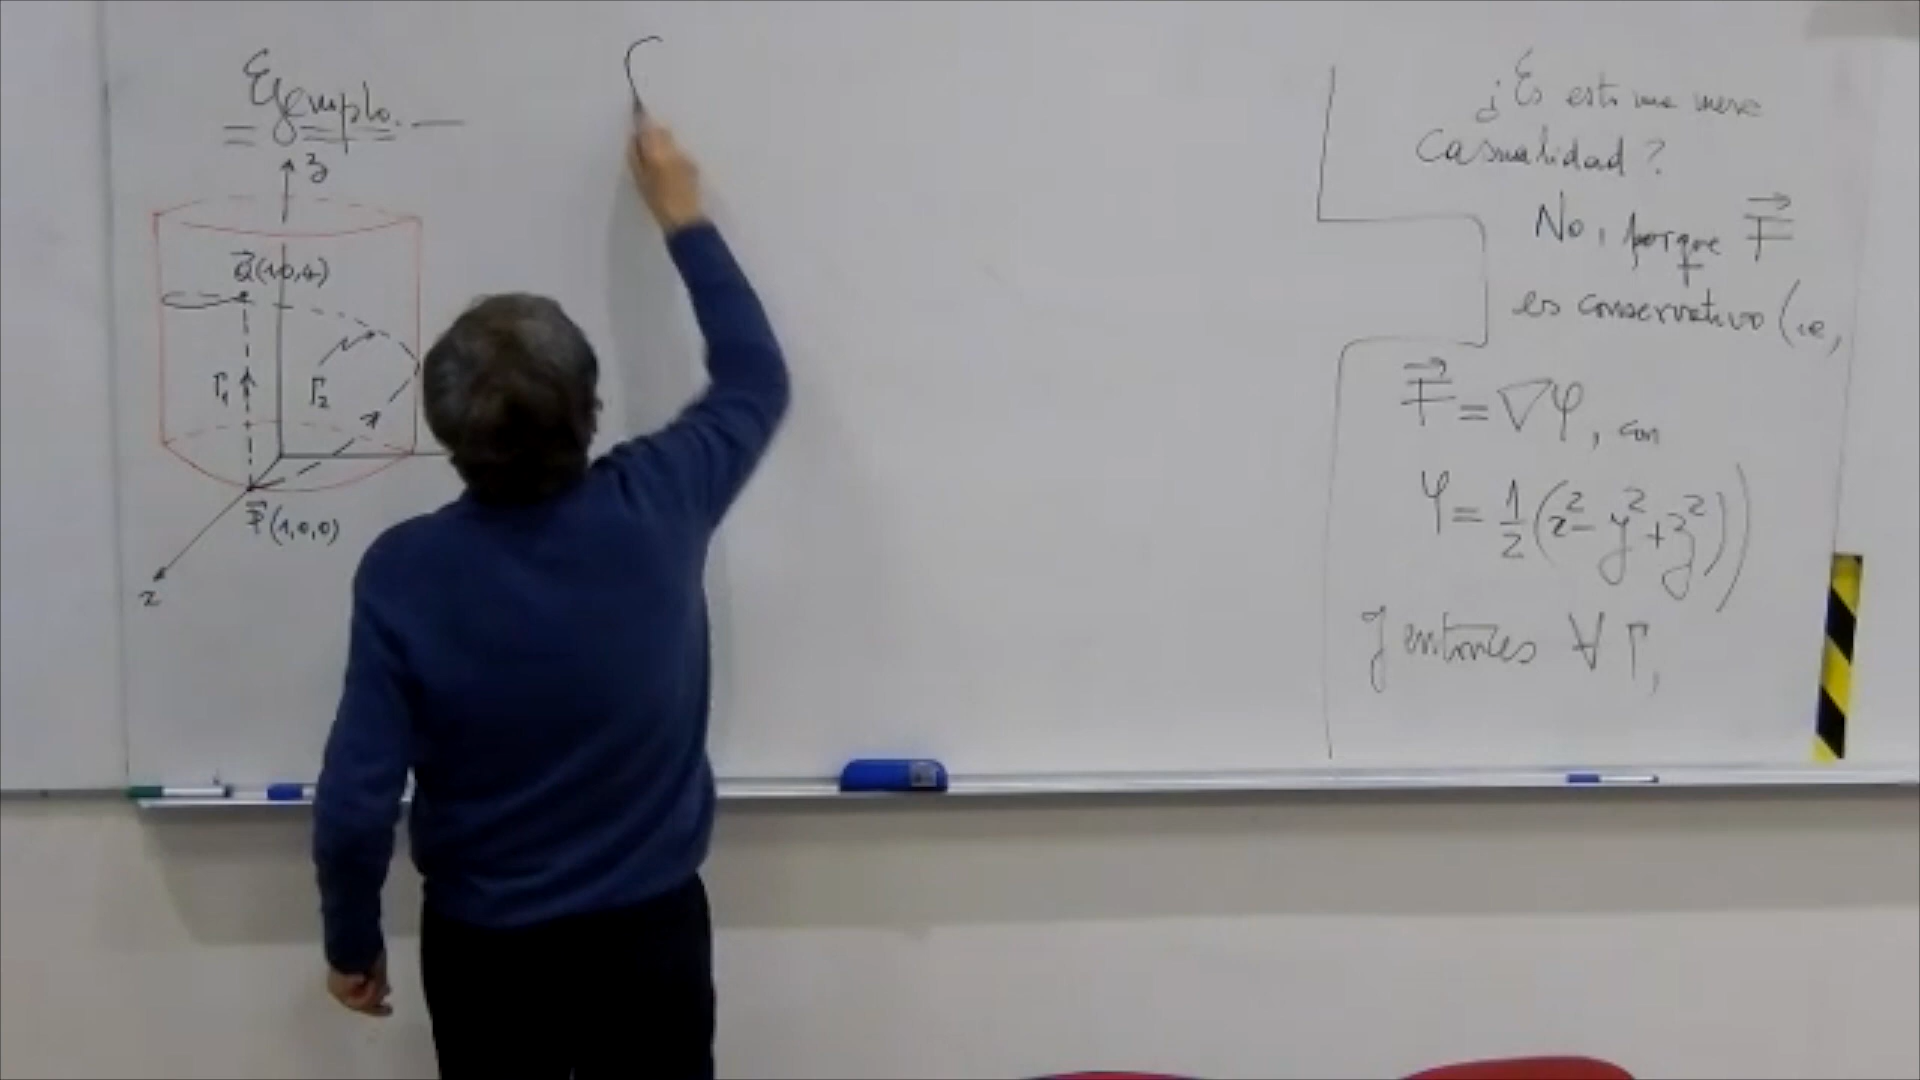 Ejemplo.
z
Q(1,0,4)
Γ1
Γ2
P(1,0,0)
x
¿Es esto una mera
casualidad?
No, porque F
es conservativo (ie,
F = ∇φ, con
φ = 1/2 (x² - y² + z²))
y entonces ∀ Γ,